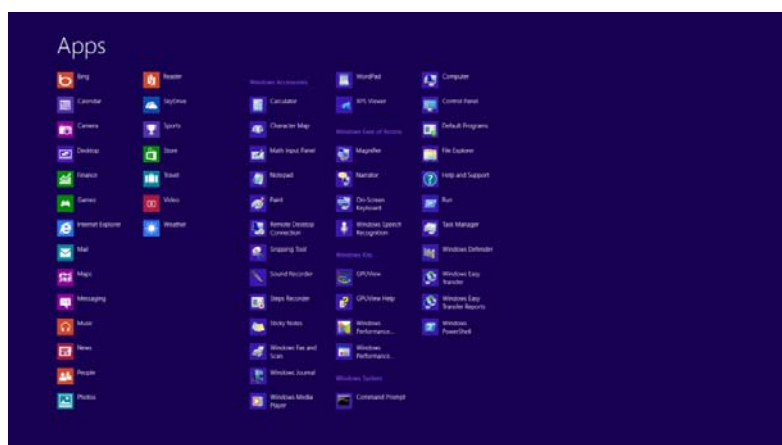 Apps
Bing
Calendar
Camera
Desktop
Finance
Games
Internet Explorer
Mail
Maps
Messaging
Music
News
People
Photos
Reader
SkyDrive
Sports
Store
Travel
Video
Weather
Windows Accessories
Calculator
Character Map
Math Input Panel
Notepad
Paint
Remote Desktop
Connection
Snipping Tool
Sound Recorder
Steps Recorder
Sticky Notes
Windows Fax and
Scan
Windows Journal
Windows Media
Player
WordPad
XPS Viewer
Windows Ease of Access
Magnifier
Narrator
On-Screen
Keyboard
Windows Speech
Recognition
Windows Kits
GPUView
GPUView Help
Windows
Performance...
Windows
Performance...
Windows System
Command Prompt
Computer
Control Panel
Default Programs
File Explorer
Help and Support
Run
Task Manager
Windows Defender
Windows Easy
Transfer
Windows Easy
Transfer Reports
Windows
PowerShell